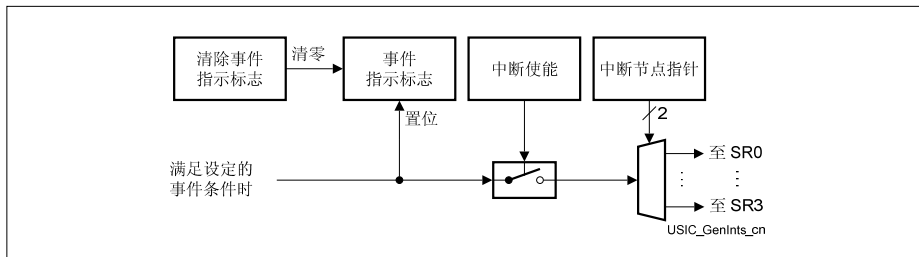 清除事件
指示标志
清零
事件
指示标志
中断使能
中断节点指针
置位
2
满足设定的
事件条件时
至 SR0
至 SR3
USIC_GenInts_cn